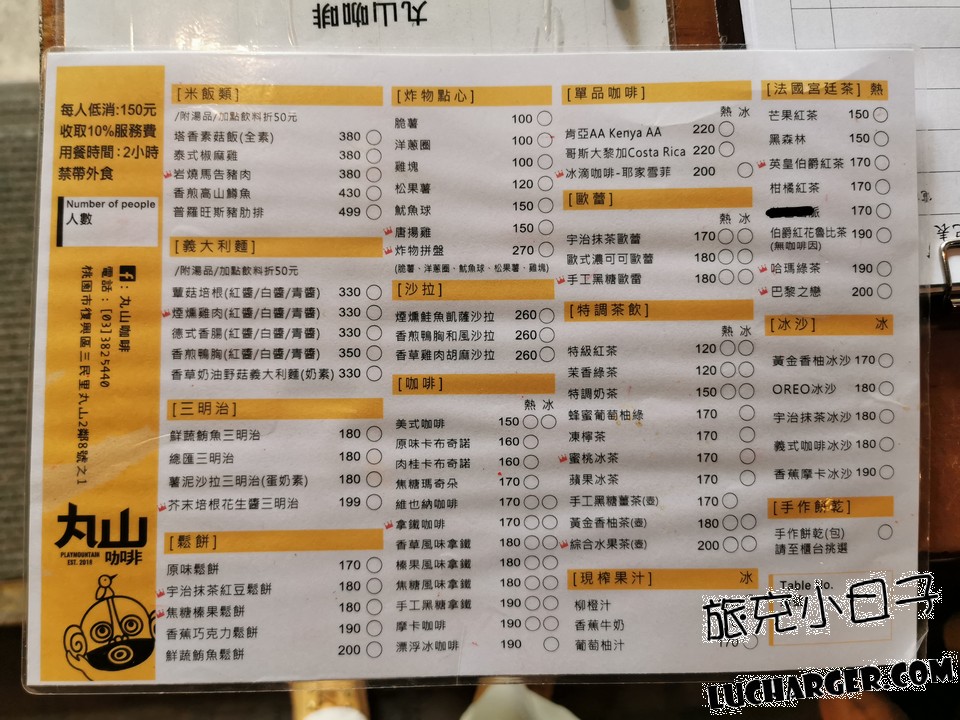 丸山咖啡
每人低消:150元
收取10%服務費
用餐時間:2小時
禁帶外食
Number of people
人數
f:丸山咖啡
電話:[03]3825440
桃園市復興區三民里丸山2鄰8號之1
丸山
咖啡
PLAYMOUNTAIN
EST. 2018
[米飯類]
/附湯品/加點飲料折50元
塔香素菇飯(全素) 380
泰式椒麻雞 380
岩燒馬告豬肉 380
香煎高山鱒魚 430
普羅旺斯豬肋排 499
[義大利麵]
/附湯品/加點飲料折50元
蕈菇培根(紅醬/白醬/青醬) 330
煙燻雞肉(紅醬/白醬/青醬) 330
德式香腸(紅醬/白醬/青醬) 330
香煎鴨胸(紅醬/白醬/青醬) 350
香草奶油野菇義大利麵(奶素) 330
[三明治]
鮮蔬鮪魚三明治 180
總匯三明治 180
薯泥沙拉三明治(蛋奶素) 180
芥末培根花生醬三明治 199
[鬆餅]
原味鬆餅 170
宇治抹茶紅豆鬆餅 180
焦糖榛果鬆餅 180
香蕉巧克力鬆餅 190
鮮蔬鮪魚鬆餅 200
[炸物點心]
脆薯 100
洋蔥圈 100
雞塊 100
松果薯 120
魷魚球 150
唐揚雞 150
炸物拼盤 270
(脆薯、洋蔥圈、魷魚球、松果薯、雞塊)
[沙拉]
煙燻鮭魚凱薩沙拉 260
香煎鴨胸和風沙拉 260
香草雞肉胡麻沙拉 260
[咖啡]
熱 冰
美式咖啡 150
原味卡布奇諾 160
肉桂卡布奇諾 160
焦糖瑪奇朵 170
維也納咖啡 170
拿鐵咖啡 170
香草風味拿鐵 180
榛果風味拿鐵 180
焦糖風味拿鐵 180
手工黑糖拿鐵 190
摩卡咖啡 190
漂浮冰咖啡 190
[單品咖啡]
熱 冰
肯亞AA Kenya AA 220
哥斯大黎加Costa Rica 220
冰滴咖啡-耶家雪菲 200
[歐蕾]
熱 冰
宇治抹茶歐蕾 170
歐式濃可可歐蕾 180
手工黑糖歐雷 180
[特調茶飲]
熱 冰
特級紅茶 120
茉香綠茶 120
特調奶茶 150
蜂蜜葡萄柚綠 170
凍檸茶 170
蜜桃冰茶 170
蘋果冰茶 170
手工黑糖薑茶(壺) 170
黃金香柚茶(壺) 180
綜合水果茶(壺) 200
[現榨果汁] 冰
柳橙汁
香蕉牛奶
葡萄柚汁 170
[法國宮廷茶] 熱
芒果紅茶 150
黑森林 150
英皇伯爵紅茶 170
柑橘紅茶 170
170
伯爵紅花魯比茶 190
(無咖啡因)
哈瑪綠茶 190
巴黎之戀 200
[冰沙] 冰
黃金香柚冰沙 170
OREO冰沙 180
宇治抹茶冰沙 180
義式咖啡冰沙 180
香蕉摩卡冰沙 190
[手作餅乾]
手作餅乾(包)
請至櫃台挑選
Table No.
旅充小日子
LUCHARGER.COM